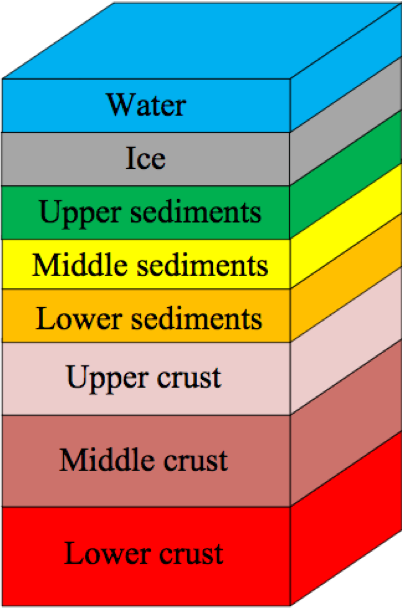 Water
Ice
Upper sediments
Middle sediments
Lower sediments
Upper crust
Middle crust
Lower crust